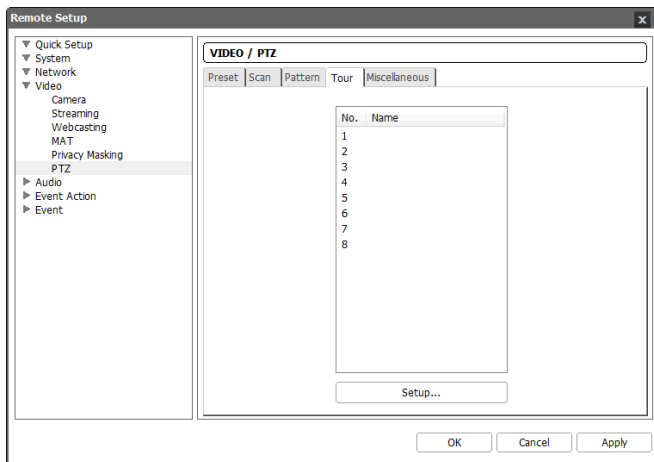 Remote Setup
x
Quick Setup
System
Network
Video
Camera
Streaming
Webcasting
MAT
Privacy Masking
PTZ
Audio
Event Action
Event
VIDEO / PTZ
Preset Scan Pattern Tour Miscellaneous
No. Name
1
2
3
4
5
6
7
8
Setup...
OK Cancel Apply